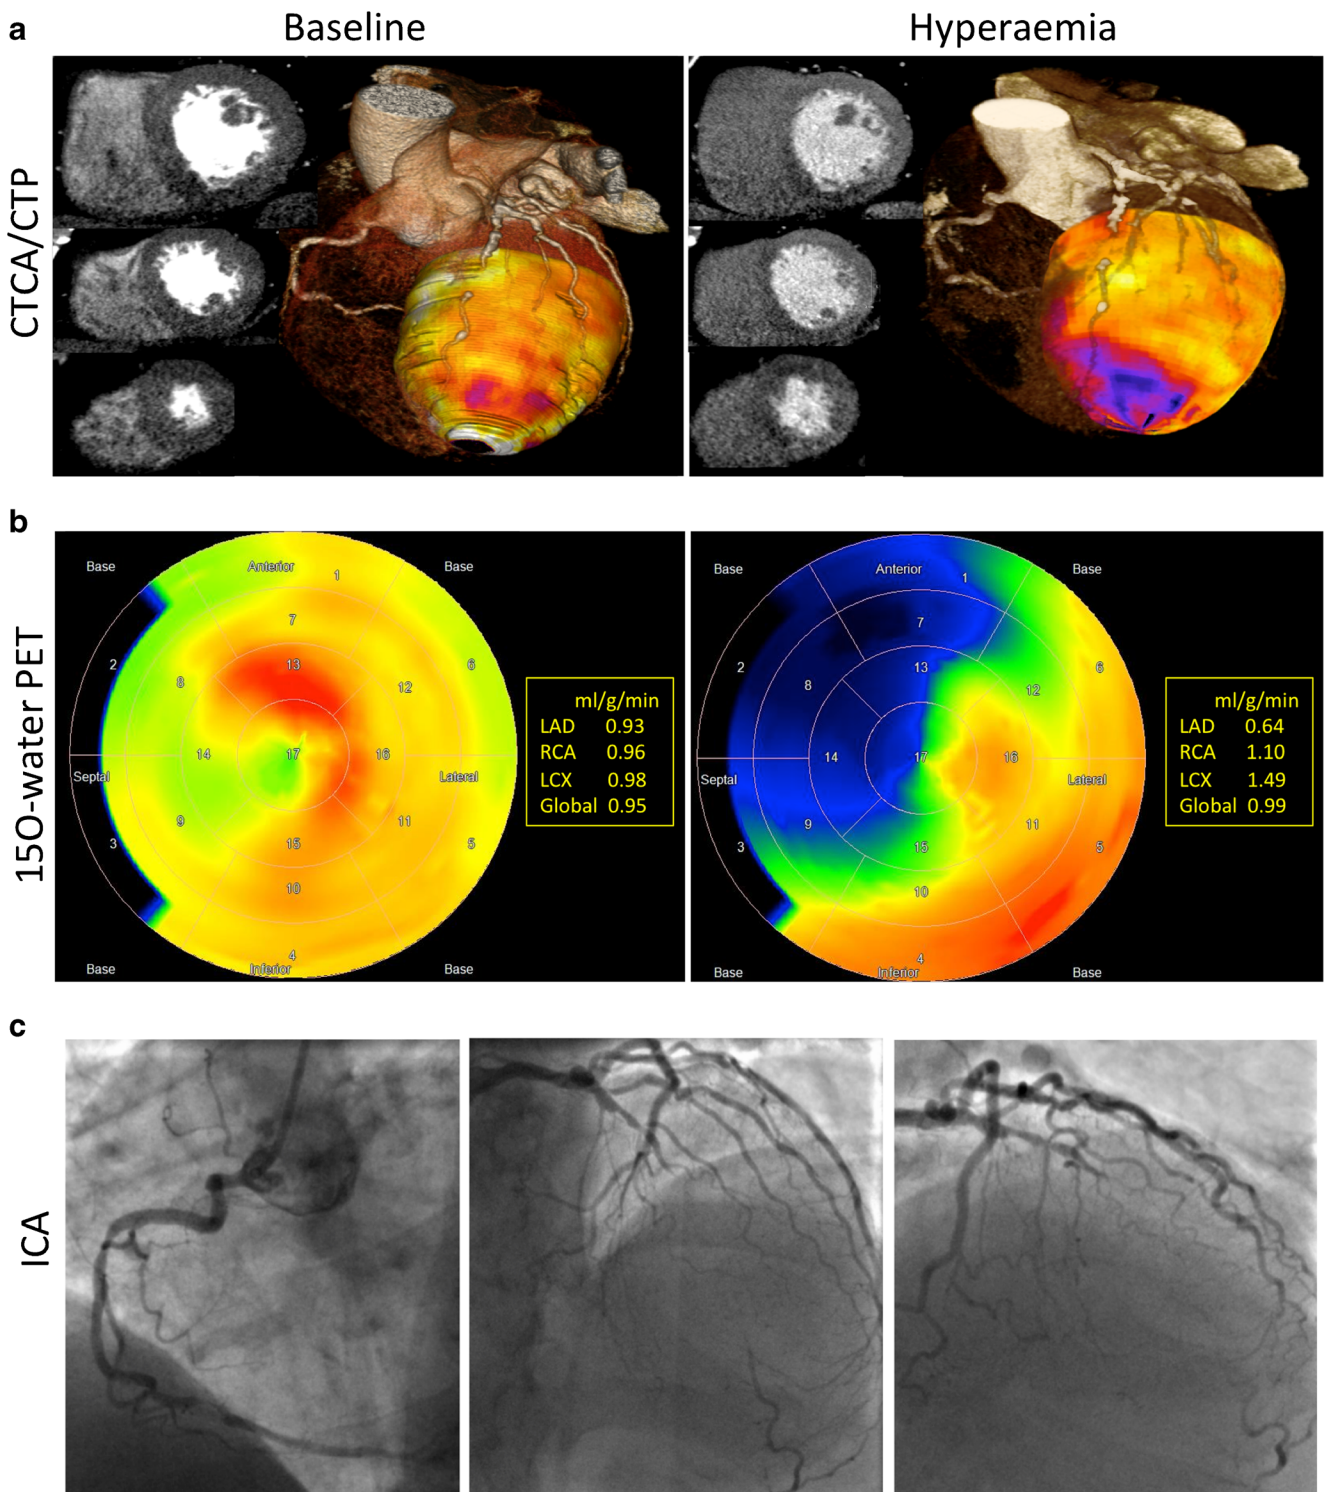 a
Baseline
Hyperaemia
CTCA/CTP
b
15O-water PET
Base
Anterior
Base
1
7
13
2
8
12
6
14
17
16
Septal
Lateral
9
11
3
15
5
10
4
Base
Inferior
Base
ml/g/min
LAD 0.93
RCA 0.96
LCX 0.98
Global 0.95
Base
Anterior
Base
1
7
13
2
8
12
6
14
17
16
Septal
Lateral
9
11
3
15
5
10
4
Base
Inferior
Base
ml/g/min
LAD 0.64
RCA 1.10
LCX 1.49
Global 0.99
c
ICA